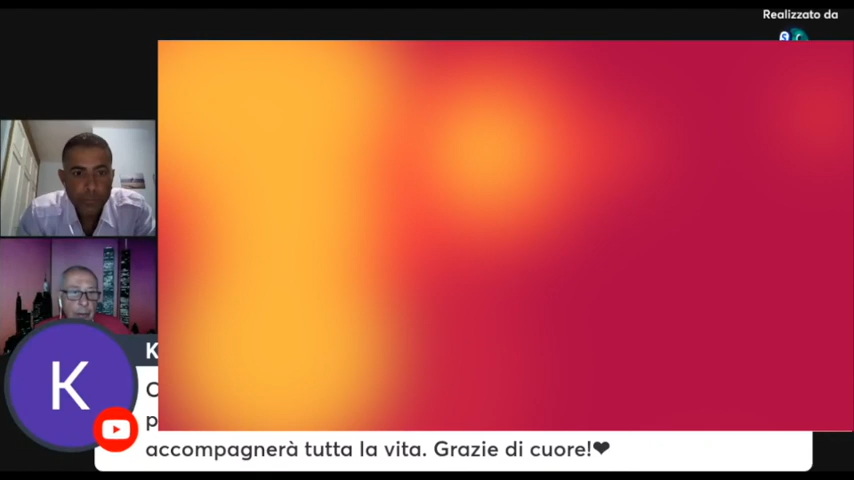 Realizzato da
K
K
accompagnerà tutta la vita. Grazie di cuore!❤